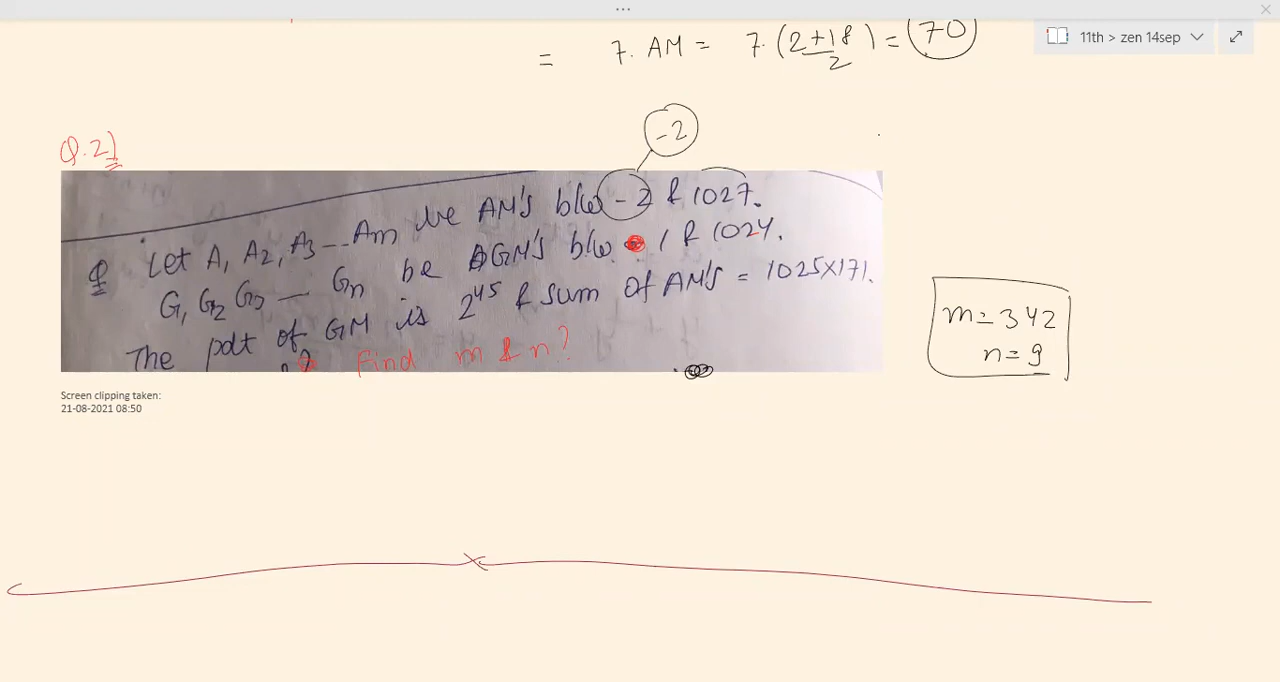 = 7. AM = 7. (2+18/2) = 70
11th > zen 14sep
Q.2)
-2
Q Let A, A2, A3 --- Am be AM's b/w -2 & 1027.
G, G2 G3 — Gn be GM's b/w 1 & 1024.
The pdt of GM is 2^45 & sum of AM's = 1025x171.
Find m & n?
m = 342
n = 9
Screen clipping taken:
21-08-2021 08:50